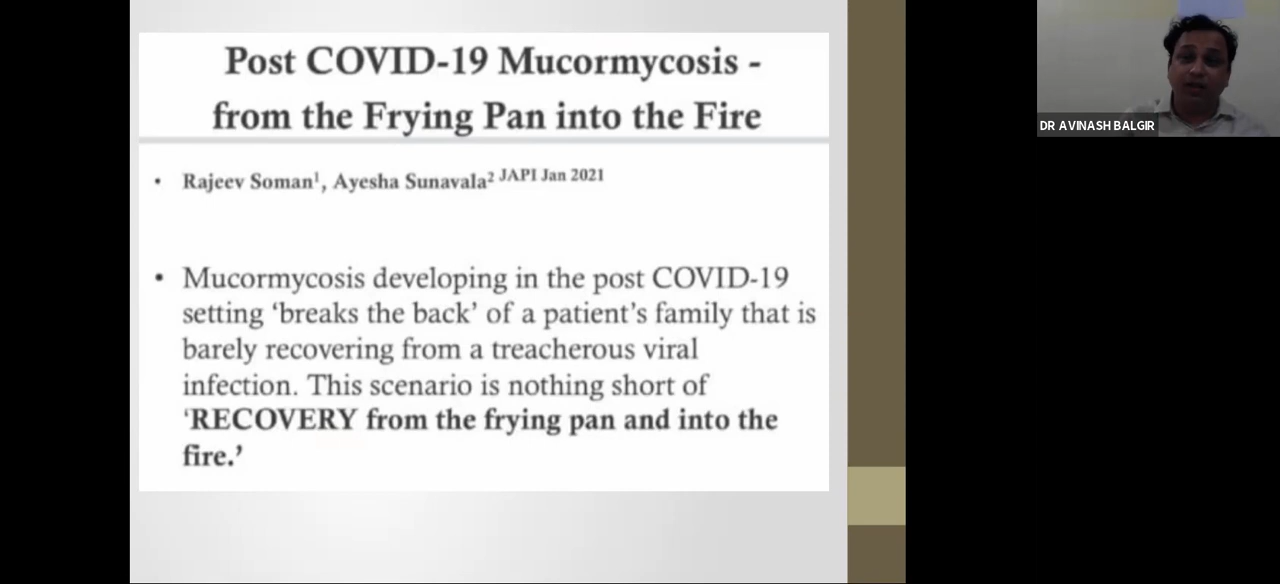 Post COVID-19 Mucormycosis -
from the Frying Pan into the Fire
• Rajeev Soman¹, Ayesha Sunavala² JAPI Jan 2021
• Mucormycosis developing in the post COVID-19
setting ‘breaks the back’ of a patient’s family that is
barely recovering from a treacherous viral
infection. This scenario is nothing short of
‘RECOVERY from the frying pan and into the
fire.’
DR AVINASH BALGIR